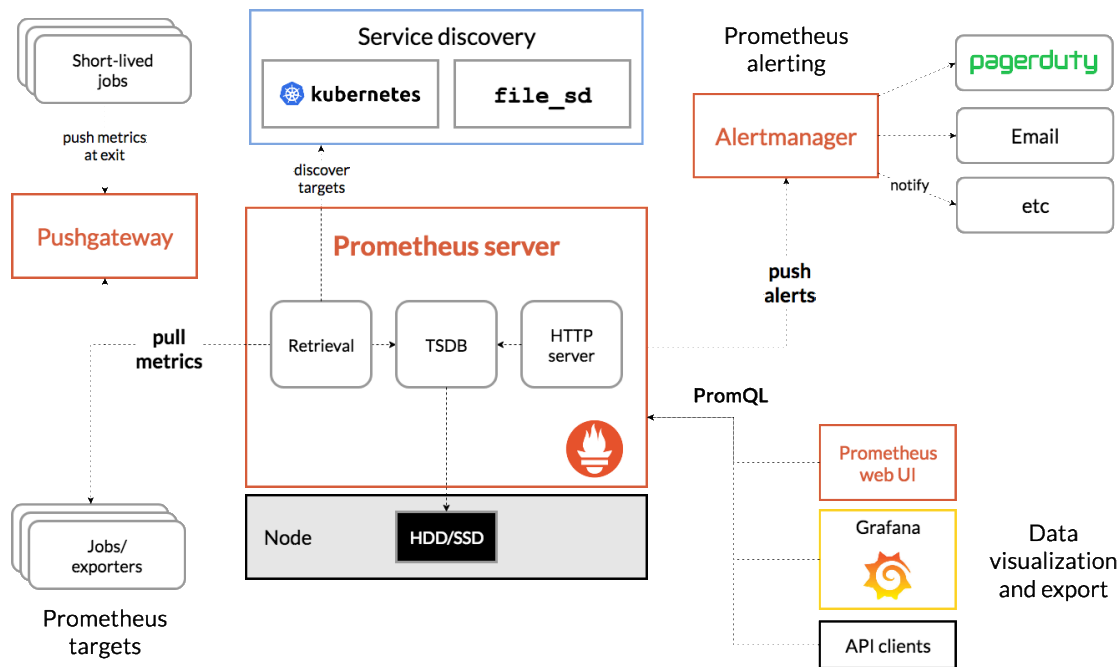 Short-lived
jobs
push metrics
at exit
Pushgateway
Service discovery
kubernetes
file_sd
discover
targets
Prometheus
alerting
Alertmanager
pagerduty
Email
notify
etc
Prometheus server
Retrieval
TSDB
HTTP
server
pull
metrics
push
alerts
PromQL
Node
HDD/SSD
Jobs/
exporters
Prometheus
targets
Prometheus
web UI
Grafana
API clients
Data
visualization
and export